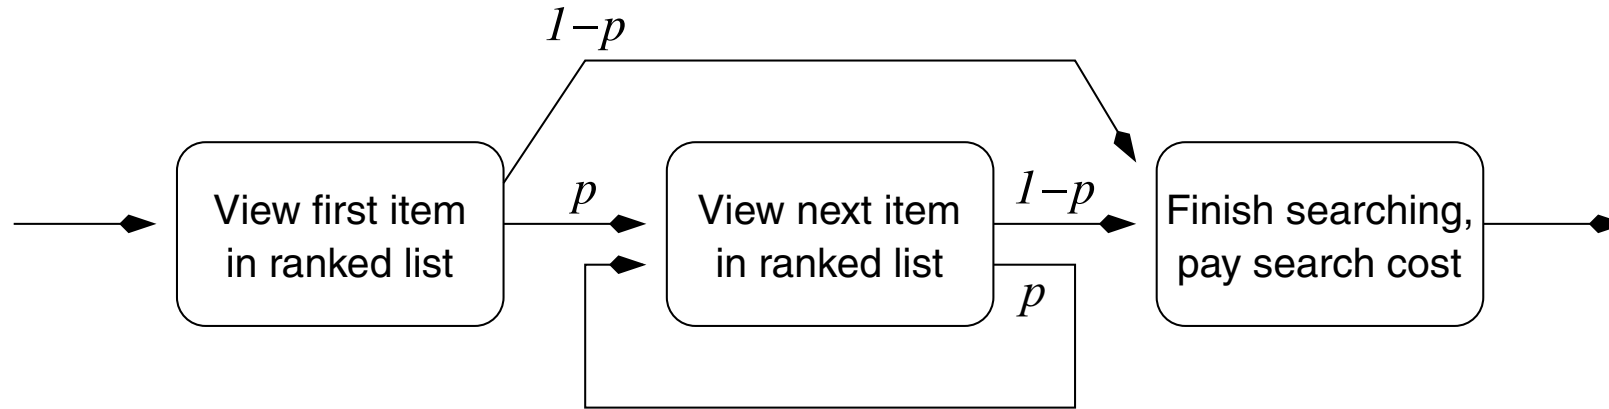 1−p
View first item
in ranked list
p
View next item
in ranked list
1−p
p
Finish searching,
pay search cost